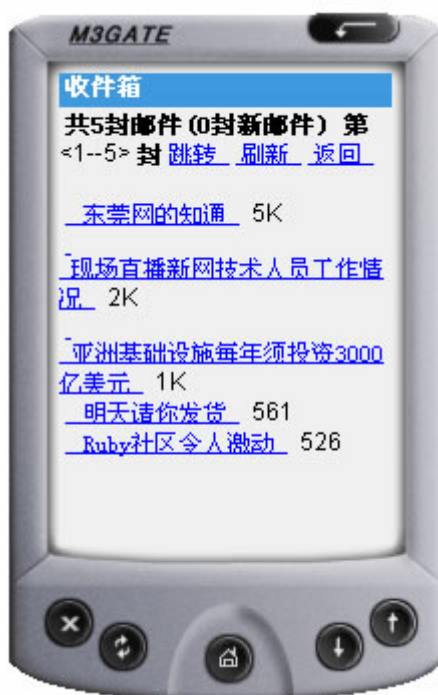 M3GATE
收件箱
共5封邮件(0封新邮件) 第
<1--5> 封 跳转 刷新 返回
东莞网的知通 5K
现场直播新网技术人员工作情
况 2K
亚洲基础设施每年须投资3000
亿美元 1K
明天请你发货 561
Ruby社区令人激动 526